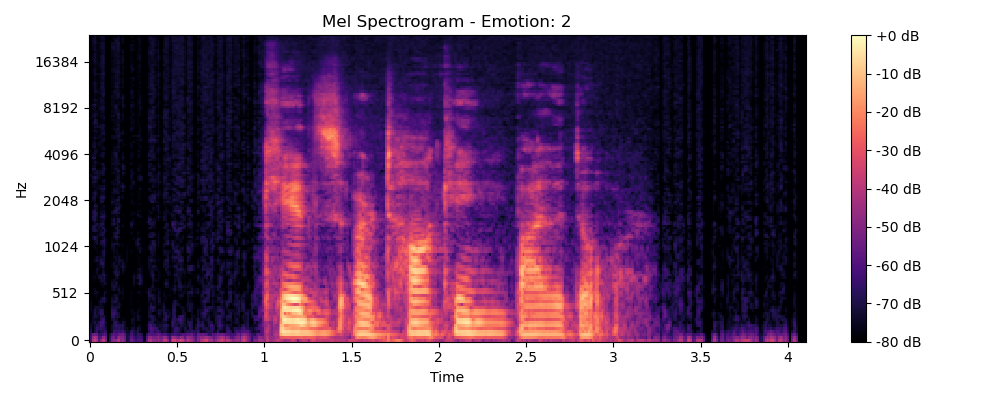 Mel Spectrogram - Emotion: 2
Hz
16384
8192
4096
2048
1024
512
0
0 0.5 1 1.5 2 2.5 3 3.5 4
Time
+0 dB
-10 dB
-20 dB
-30 dB
-40 dB
-50 dB
-60 dB
-70 dB
-80 dB